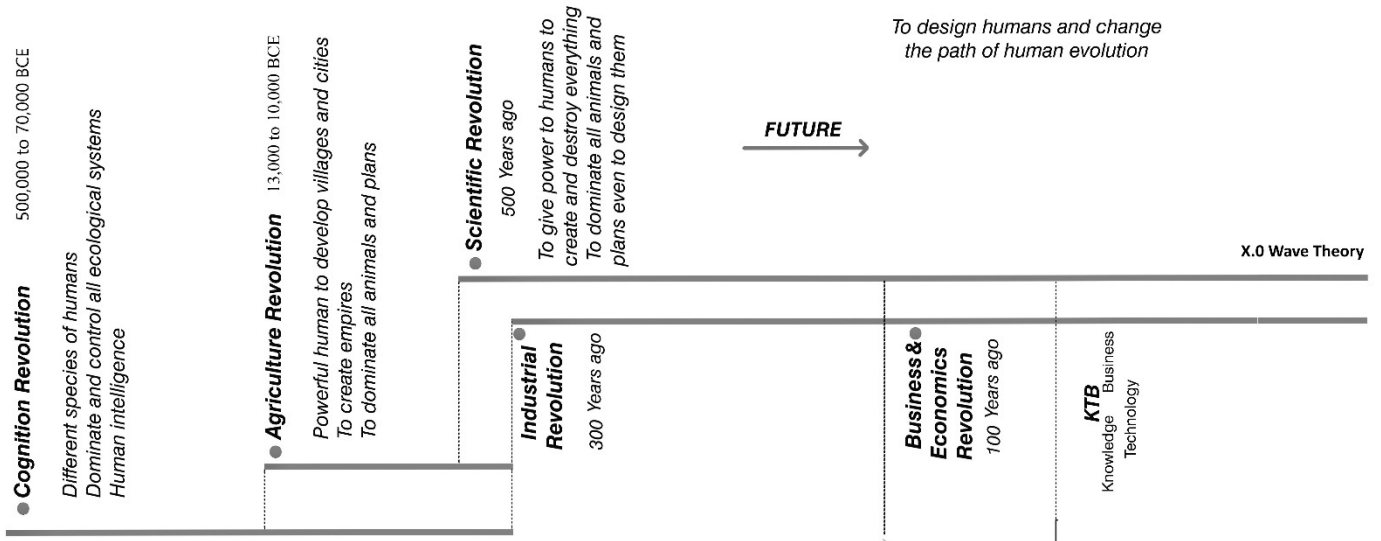 Cognition Revolution 500,000 to 70,000 BCE
Different species of humans
Dominate and control all ecological systems
Human intelligence
Agriculture Revolution 13,000 to 10,000 BCE
Powerful human to develop villages and cities
To create empires
To dominate all animals and plans
Scientific Revolution
500 Years ago
To give power to humans to
create and destroy everything
To dominate all animals and
plans even to design them
FUTURE
To design humans and change
the path of human evolution
X.0 Wave Theory
Industrial
Revolution
300 Years ago
Business &
Economics
Revolution
100 Years ago
KTB
Knowledge Business
Technology